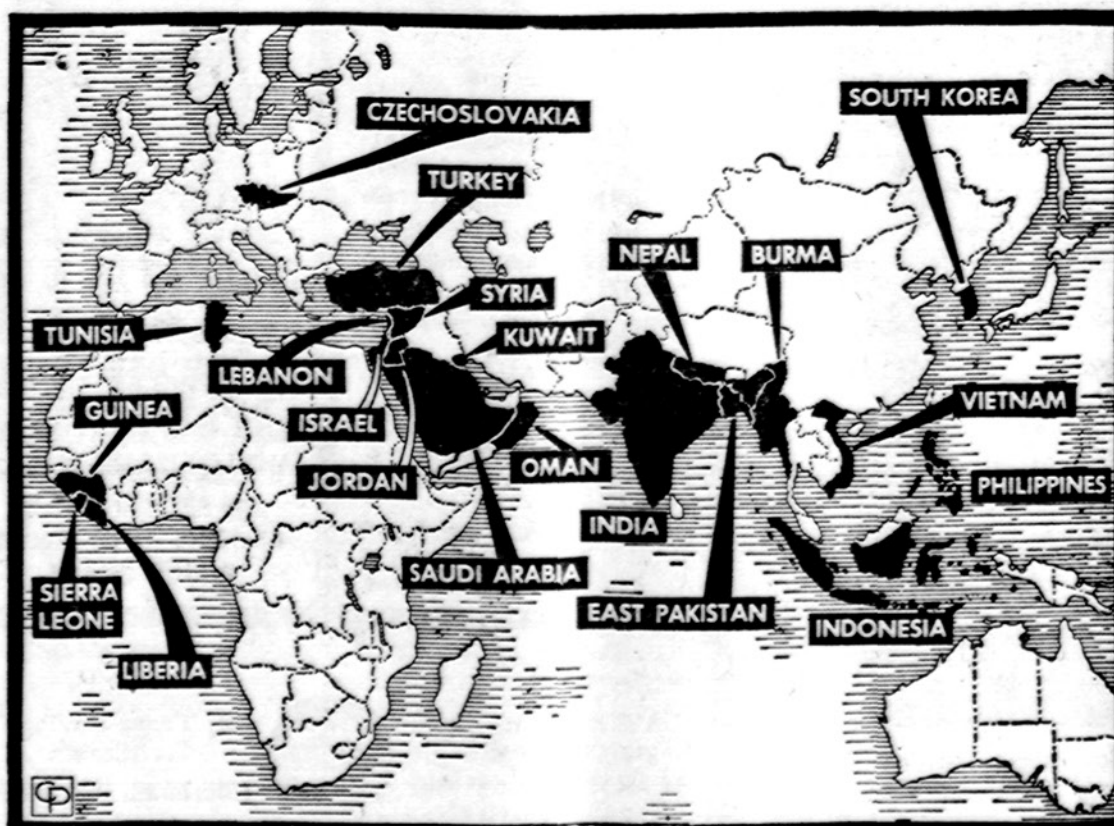 CZECHOSLOVAKIA
SOUTH KOREA
TURKEY
NEPAL
BURMA
SYRIA
TUNISIA
KUWAIT
LEBANON
GUINEA
VIETNAM
ISRAEL
OMAN
JORDAN
PHILIPPINES
INDIA
SAUDI ARABIA
SIERRA
LEONE
EAST PAKISTAN
INDONESIA
LIBERIA
CP